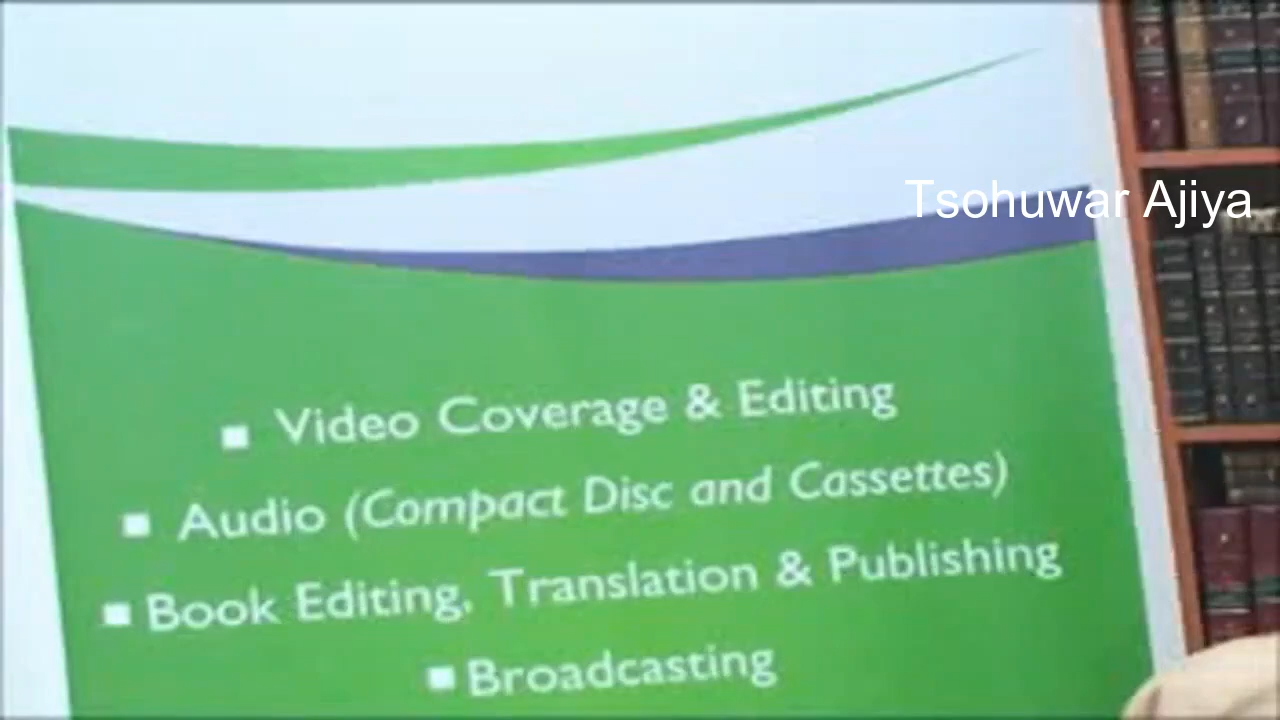 Tsohuwar Ajiya
▪ Video Coverage & Editing
▪ Audio (Compact Disc and Cassettes)
▪ Book Editing, Translation & Publishing
▪ Broadcasting